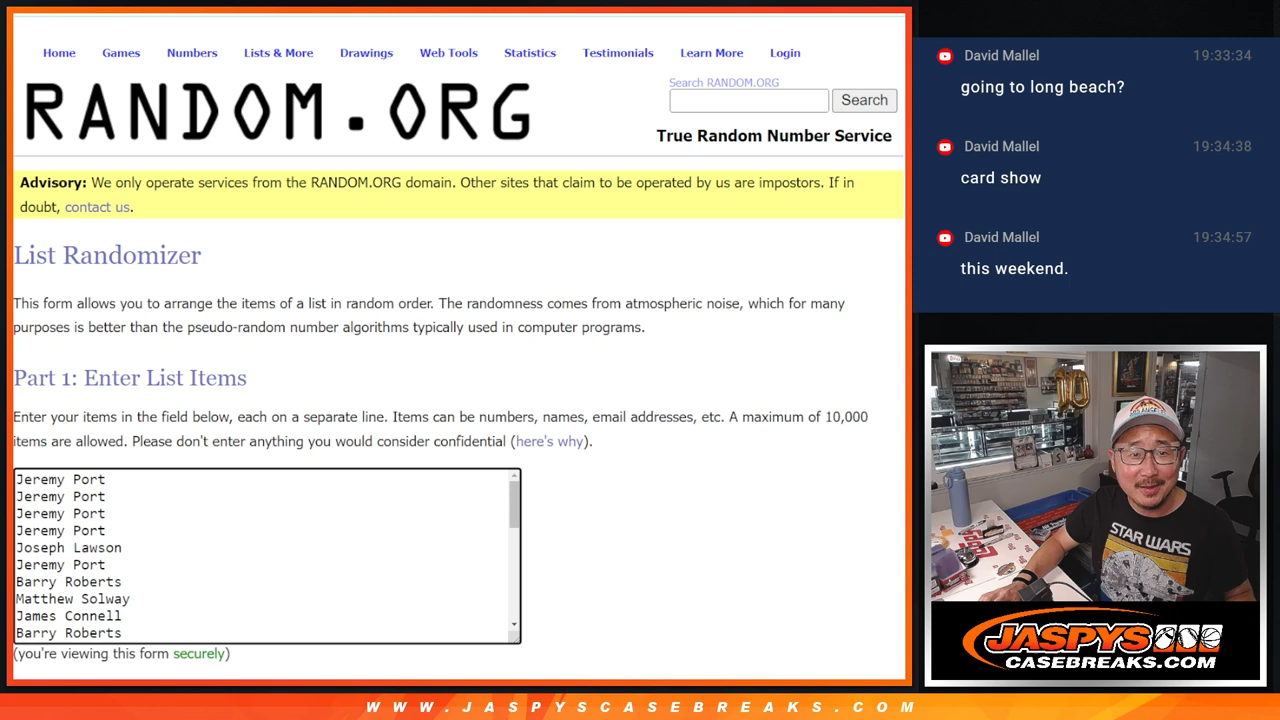 Home Games Numbers Lists & More Drawings Web Tools Statistics Testimonials Learn More Login
RANDOM.ORG
Search RANDOM.ORG
Search
True Random Number Service
Advisory: We only operate services from the RANDOM.ORG domain. Other sites that claim to be operated by us are impostors. If in
doubt, contact us.
List Randomizer
This form allows you to arrange the items of a list in random order. The randomness comes from atmospheric noise, which for many
purposes is better than the pseudo-random number algorithms typically used in computer programs.
Part 1: Enter List Items
Enter your items in the field below, each on a separate line. Items can be numbers, names, email addresses, etc. A maximum of 10,000
items are allowed. Please don't enter anything you would consider confidential (here's why).
Jeremy Port
Jeremy Port
Jeremy Port
Jeremy Port
Joseph Lawson
Jeremy Port
Barry Roberts
Matthew Solway
James Connell
Barry Roberts
(you're viewing this form securely)
David Mallel 19:33:34
going to long beach?
David Mallel 19:34:38
card show
David Mallel 19:34:57
this weekend.
10
STAR WARS
JASPYS
CASEBREAKS.COM
WWW.JASPYSCASEBREAKS.COM